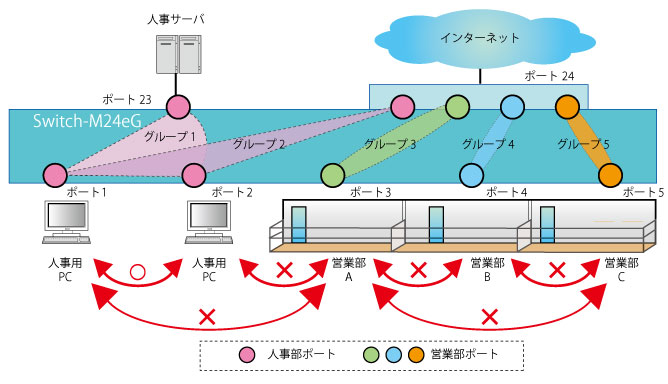 人事サーバ
インターネット
ポート 23
ポート 24
Switch-M24eG
グループ 1
グループ 2
グループ 3
グループ 4
グループ 5
ポート1
ポート2
ポート3
ポート4
ポート5
人事用
PC
人事用
PC
営業部
A
営業部
B
営業部
C
人事部ポート
営業部ポート